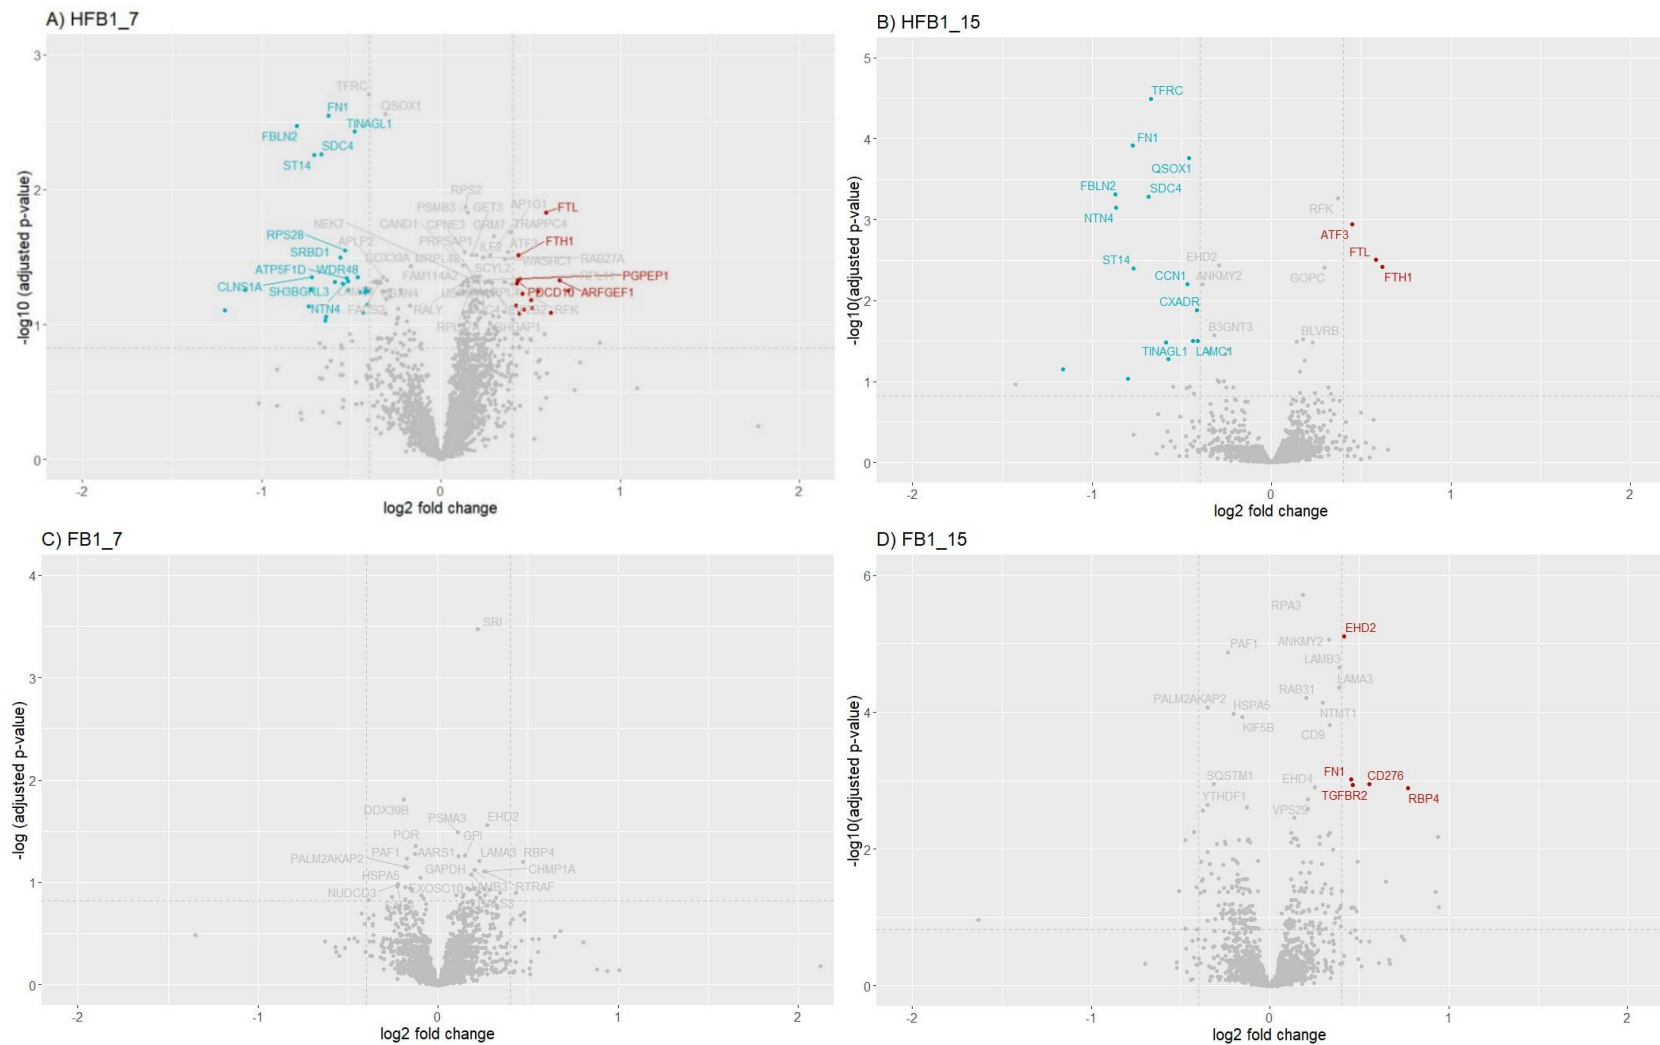 A) HFB1_7
3
2
1
0
-log10 (adjusted p-value)
TFRC
QSOX1
FN1
TINAGL1
FBLN2
SDC4
ST14
RPS2
PSMB3
GET3
AP1G1
FTL
NEK7
CAND1
CPNE3
GRM7
TRAPPC4
RPS28
APLP2
PRPSAP1
ILF2
ATF3
FTH1
SRBD1
DDX39A
MRPL49
WASHC1
RAB27A
ATP5F1D
WDR48
FAM114A2
SCYL2
PGPEP1
CLNS1A
SH3BGRL3
PDCD10
ARFGEF1
NTN4
RALY
RFK
-2
-1
0
1
2
log2 fold change
B) HFB1_15
5
4
3
2
1
0
-log10(adjusted p-value)
TFRC
FN1
QSOX1
FBLN2
SDC4
NTN4
RFK
ATF3
ST14
EHD2
FTL
CCN1
ANKMY2
GOPC
FTH1
CXADR
B3GNT3
BLVRB
TINAGL1
LAMC1
-2
-1
0
1
2
log2 fold change
C) FB1_7
4
3
2
1
0
-log (adjusted p-value)
SRI
DDX39B
PSMA3
EHD2
POR
GPI
PAF1
AARS1
LAMA3
RBP4
PALM2AKAP2
GAPDH
CHMP1A
HSPA5
NUDCD3
EXOSC10
LAMB3
RTRAF
-2
-1
0
1
2
log2 fold change
D) FB1_15
6
4
2
0
-log10(adjusted p-value)
RPA3
EHD2
PAF1
ANKMY2
LAMB3
LAMA3
PALM2AKAP2
RAB31
HSPA5
NTMT1
KIF5B
CD9
SQSTM1
EHD4
FN1
CD276
YTHDF1
VPS29
TGFBR2
RBP4
-2
-1
0
1
2
log2 fold change